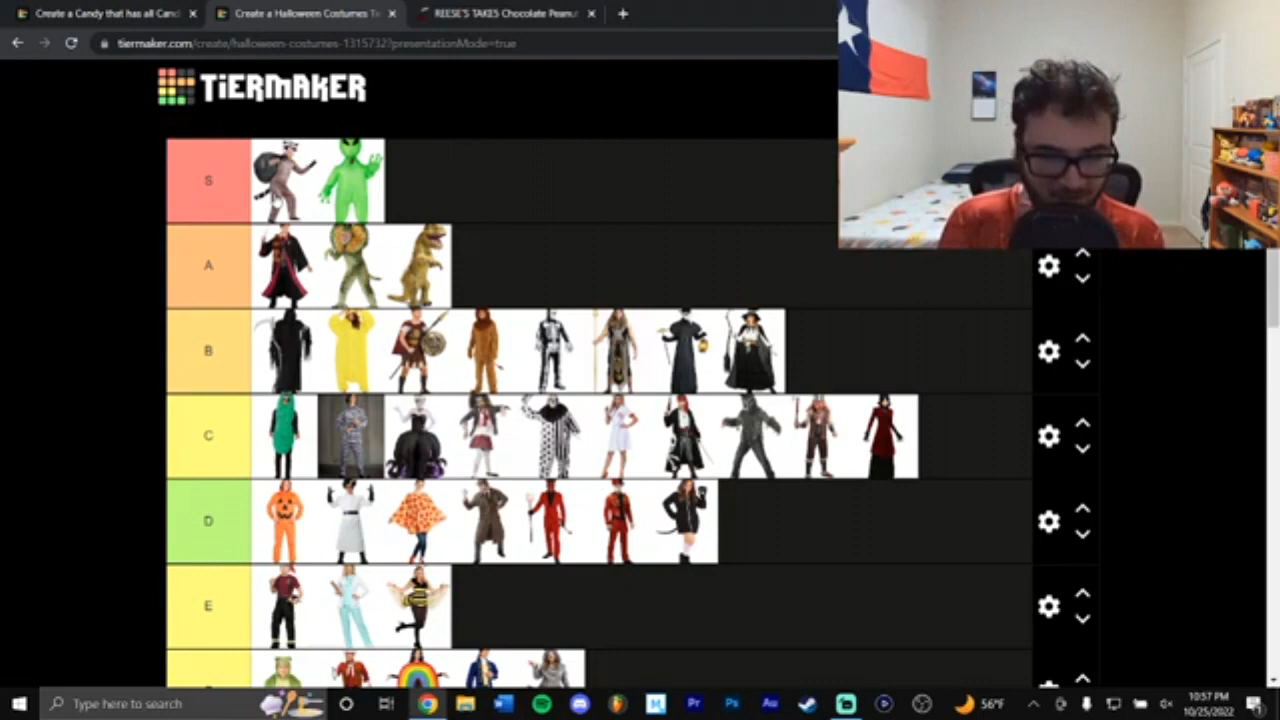 Create a Candy that has all Cand
Create a Halloween Costumes Ti
REESE'S TAKES Chocolate Peanut
tiermaker.com/create/halloween-costumes-1315732?presentationMode=true
TiERMAKER
S
A
B
C
D
E
Type here to search
56°F
10:57 PM
10/25/2022